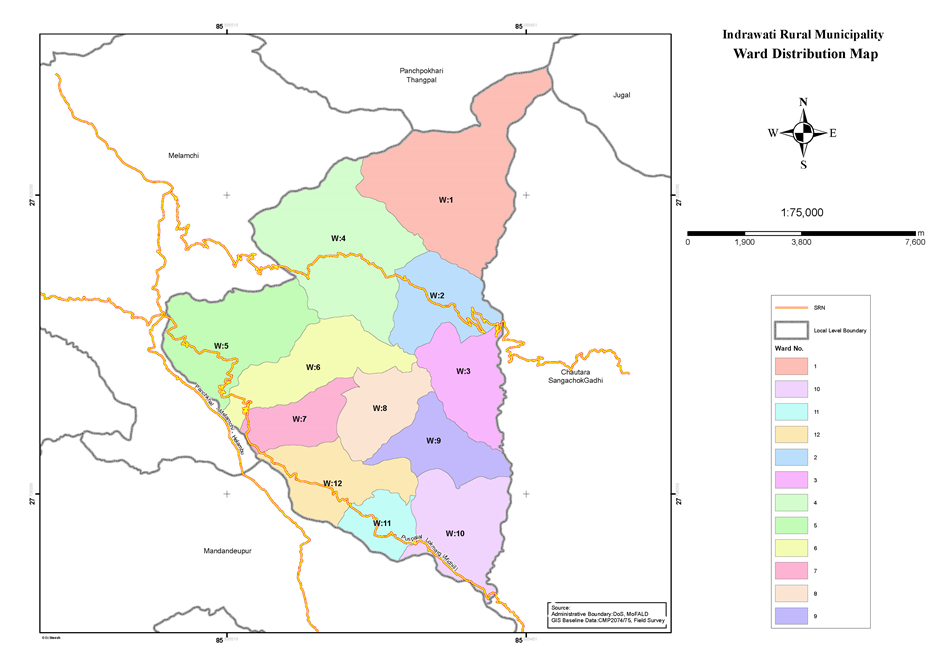 Indrawati Rural Municipality
Ward Distribution Map
N
W E
S
1:75,000
0 1,900 3,800 7,600 m
85
85
Panchpokhari
Thangpal
Jugal
Melamchi
27
27
W:1
W:4
W:2
W:5
W:3
W:6
Chautara
SangachokGadhi
W:8
W:7
W:9
W:12
W:11
W:10
Mandandeupur
27
27
85
85
Source:
Administrative Boundary:DoS, MoFALD
GIS Baseline Data:CMP2074/75, Field Survey
SRN
Local Level Boundary
Ward No.
1
10
11
12
2
3
4
5
6
7
8
9